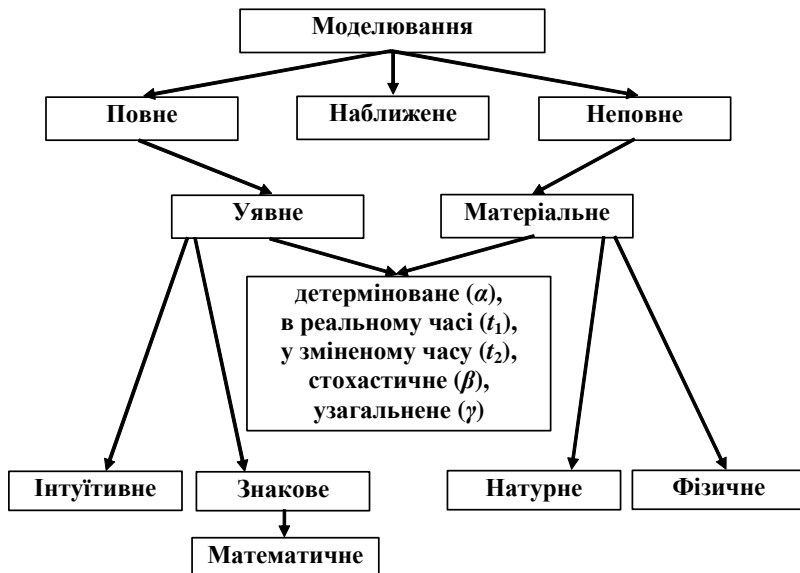 Моделювання
Повне
Наближене
Неповне
Уявне
Матеріальне
детерміноване (α),
в реальному часі (t₁),
у зміненому часу (t₂),
стохастичне (β),
узагальнене (γ)
Інтуїтивне
Знакове
Натурне
Фізичне
Математичне